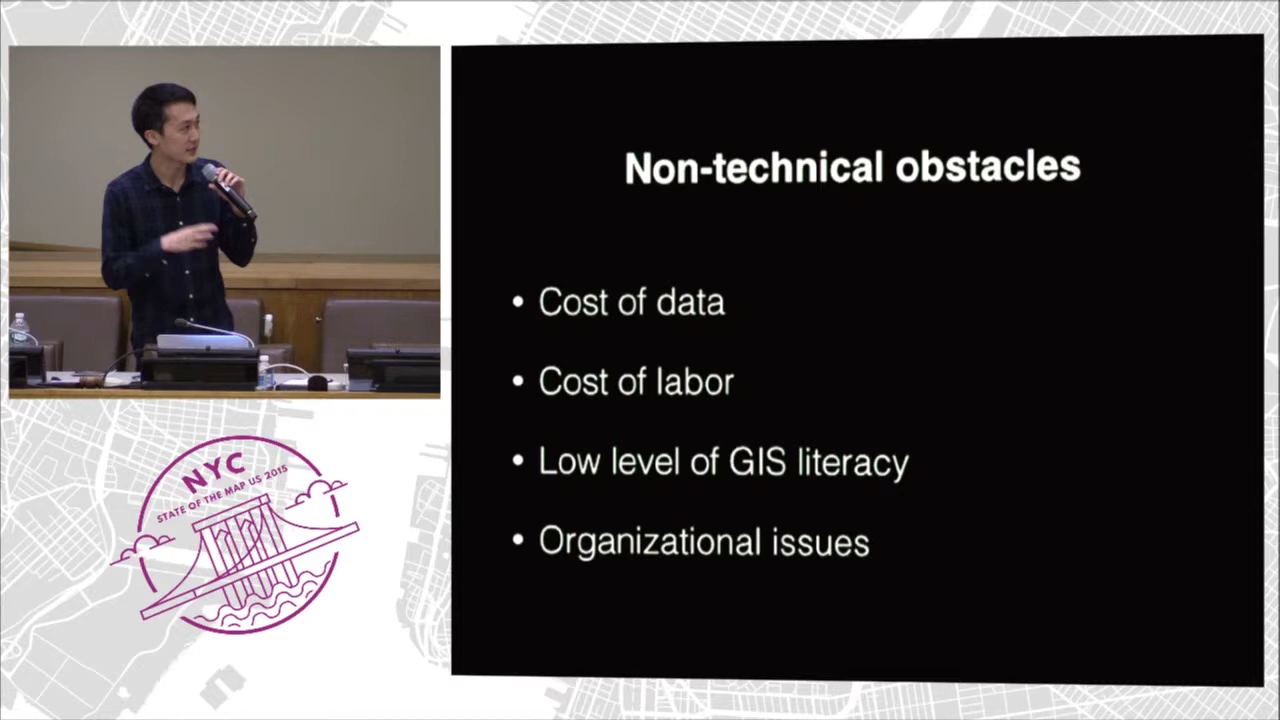 Non-technical obstacles
• Cost of data
• Cost of labor
• Low level of GIS literacy
• Organizational issues
NYC
STATE OF THE MAP US 2015